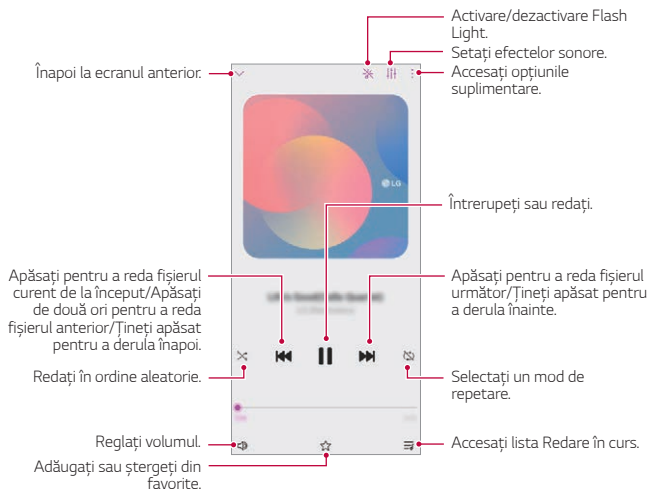 Activare/dezactivare Flash
Light.
Setați efectelor sonore.
Înapoi la ecranul anterior.
Accesați opțiunile
suplimentare.
LG
Întrerupeți sau redați.
Apăsați pentru a reda fișierul
curent de la început/Apăsați
de două ori pentru a reda
fișierul anterior/Țineți apăsat
pentru a derula înapoi.
Apăsați pentru a reda fișierul
următor/Țineți apăsat pentru
a derula înainte.
Redați în ordine aleatorie.
Selectați un mod de
repetare.
Reglați volumul.
Accesați lista Redare în curs.
Adăugați sau ștergeți din
favorite.